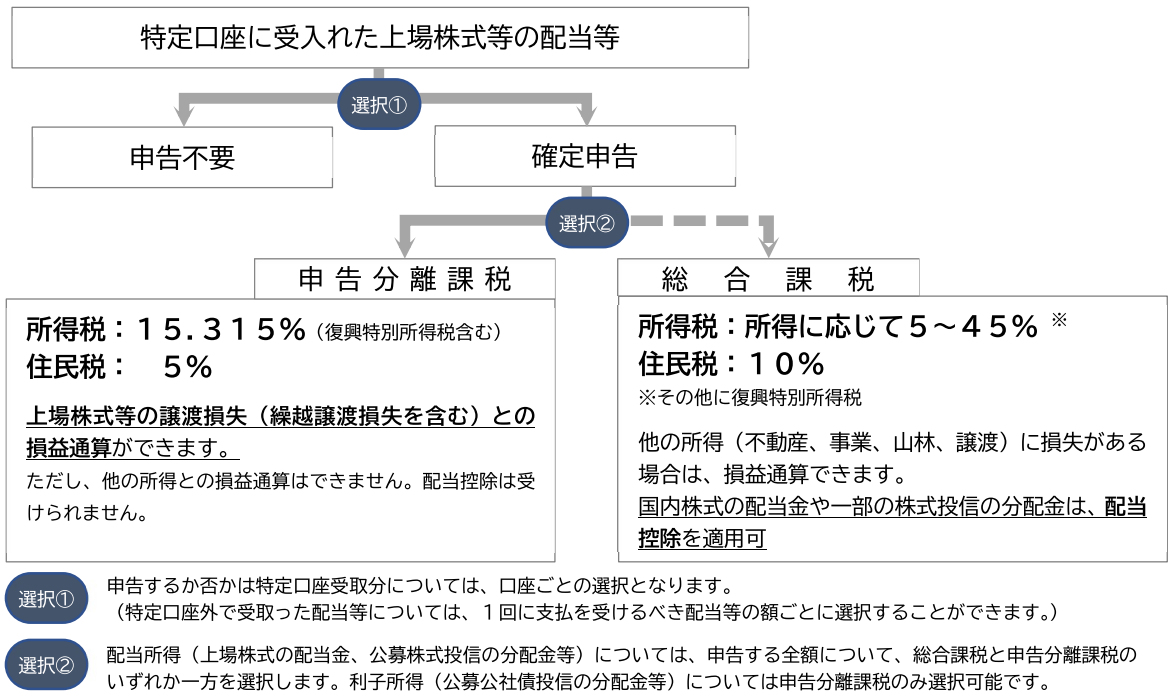 特定口座に受入れた上場株式等の配当等
選択①
申告不要
確定申告
選択②
申告分離課税
所得税：１５.３１５％（復興特別所得税含む）
住民税：　５％
上場株式等の譲渡損失（繰越譲渡損失を含む）との
損益通算ができます。
ただし、他の所得との損益通算はできません。配当控除は受
けられません。
総合課税
所得税：所得に応じて５～４５％ ※
住民税：１０％
※その他に復興特別所得税
他の所得（不動産、事業、山林、譲渡）に損失がある
場合は、損益通算できます。
国内株式の配当金や一部の株式投信の分配金は、配当
控除を適用可
選択①
申告するか否かは特定口座受取分については、口座ごとの選択となります。
（特定口座外で受取った配当等については、１回に支払を受けるべき配当等の額ごとに選択することができます。）
選択②
配当所得（上場株式の配当金、公募株式投信の分配金等）については、申告する全額について、総合課税と申告分離課税の
いずれか一方を選択します。利子所得（公募公社債投信の分配金等）については申告分離課税のみ選択可能です。